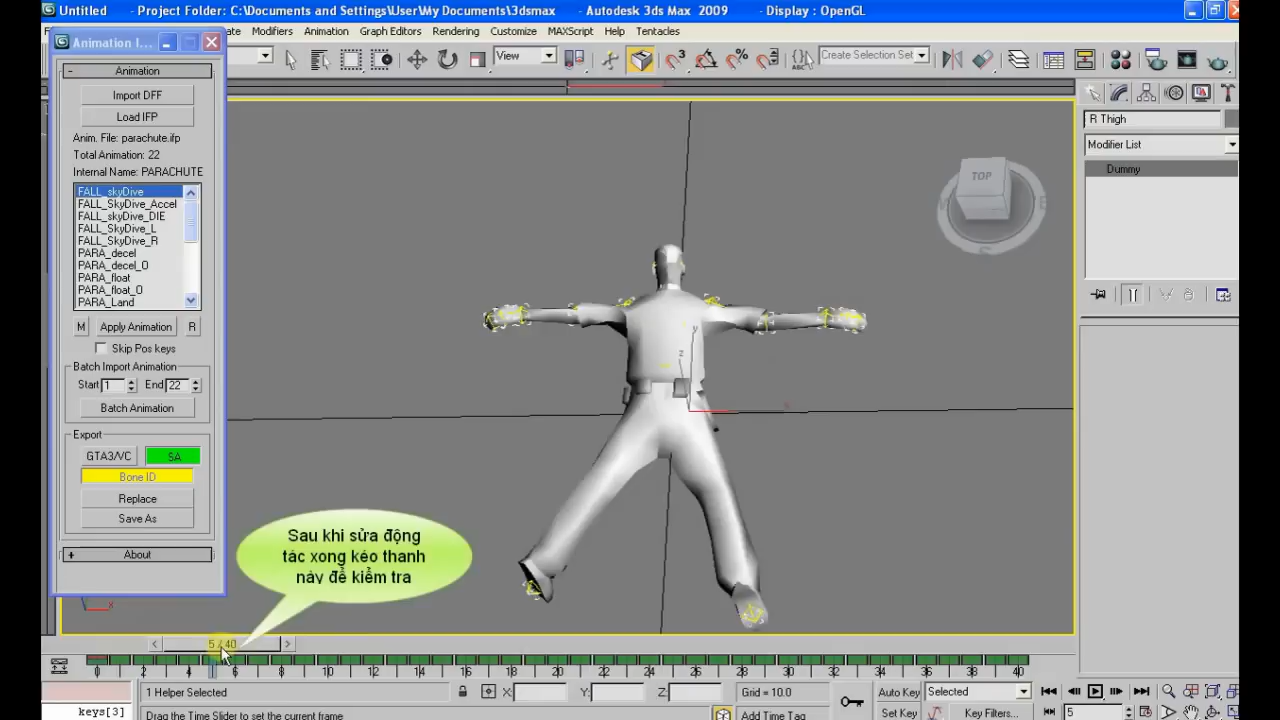 Untitled - Project Folder: C:\Documents and Settings\User\My Documents\3dsmax - Autodesk 3ds Max 2009 - Display : OpenGL
Modifiers Animation Graph Editors Rendering Customize MAXScript Help Tentacles
Animation I...
View
Create Selection Set
Animation
Import DFF
Load IFP
Anim. File: parachute.ifp
Total Animation: 22
Internal Name: PARACHUTE
FALL_skyDive
FALL_SkyDive_Accel
FALL_skyDive_DIE
FALL_SkyDive_L
FALL_SkyDive_R
PARA_decel
PARA_decel_O
PARA_float
PARA_float_O
PARA_Land
M Apply Animation R
Skip Pos keys
Batch Import Animation
Start 1 End 22
Batch Animation
Export
GTA3/VC SA
Bone ID
Replace
Save As
+ About
TOP
R Thigh
Modifier List
Dummy
Sau khi sửa động
tác xong kéo thanh
này để kiểm tra
< 5 / 40 >
0 2 4 6 8 10 12 14 16 18 20 22 24 26 28 30 32 34 36 38 40
1 Helper Selected X: Y: Z: Grid = 10.0 Auto Key Selected
keys[3] Drag the Time Slider to set the current frame Add Time Tag Set Key Key Filters... 5